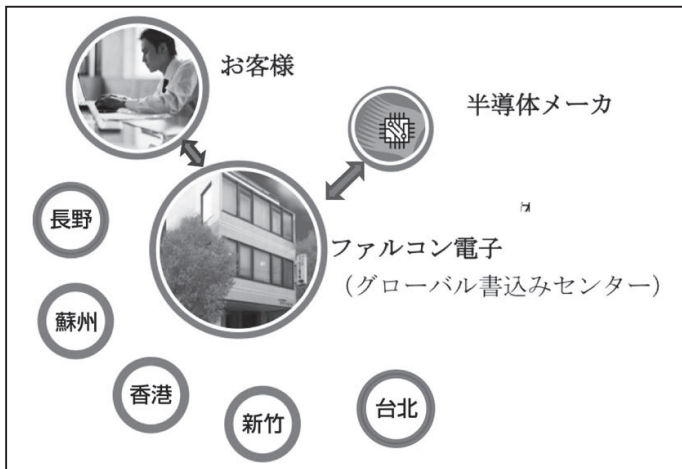 お客様
半導体メーカ
ファルコン電子
（グローバル書込みセンター）
長野
蘇州
香港
新竹
台北